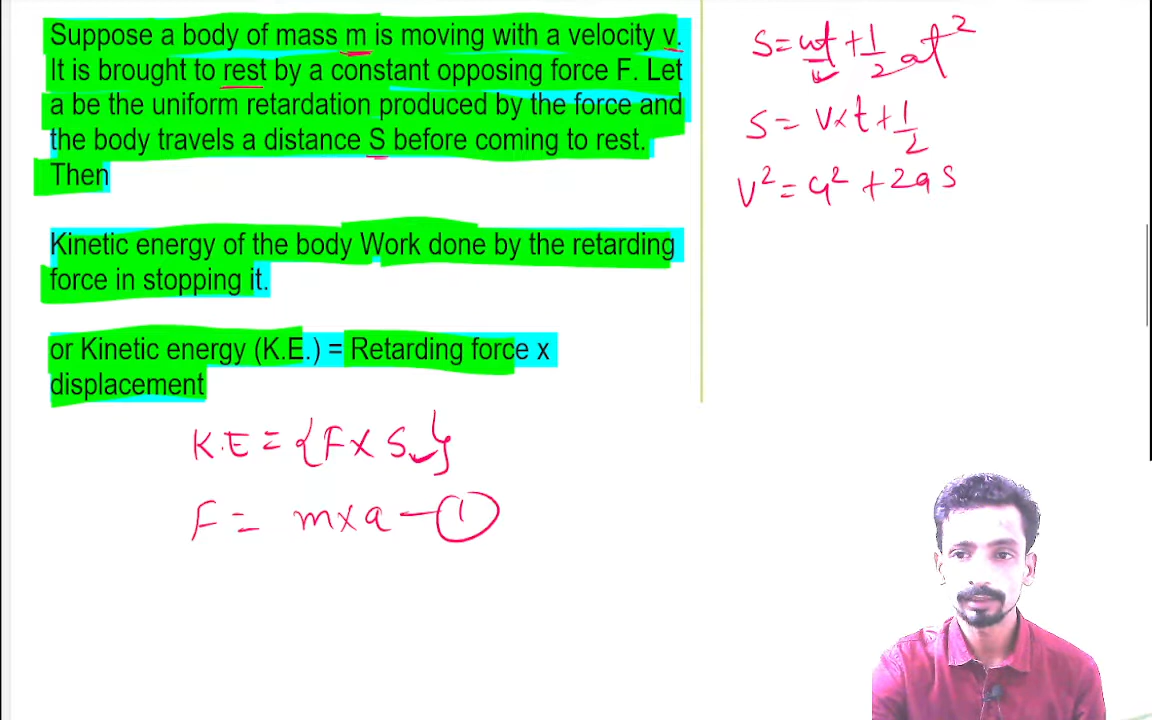 Suppose a body of mass m is moving with a velocity v.
It is brought to rest by a constant opposing force F. Let
a be the uniform retardation produced by the force and
the body travels a distance S before coming to rest.
Then
Kinetic energy of the body Work done by the retarding
force in stopping it.
or Kinetic energy (K.E.) = Retarding force x
displacement
K.E = {F × S}
F = m×a — ①
S = ut + 1/2 at²
S = v×t + 1/2
v² = u² + 2as